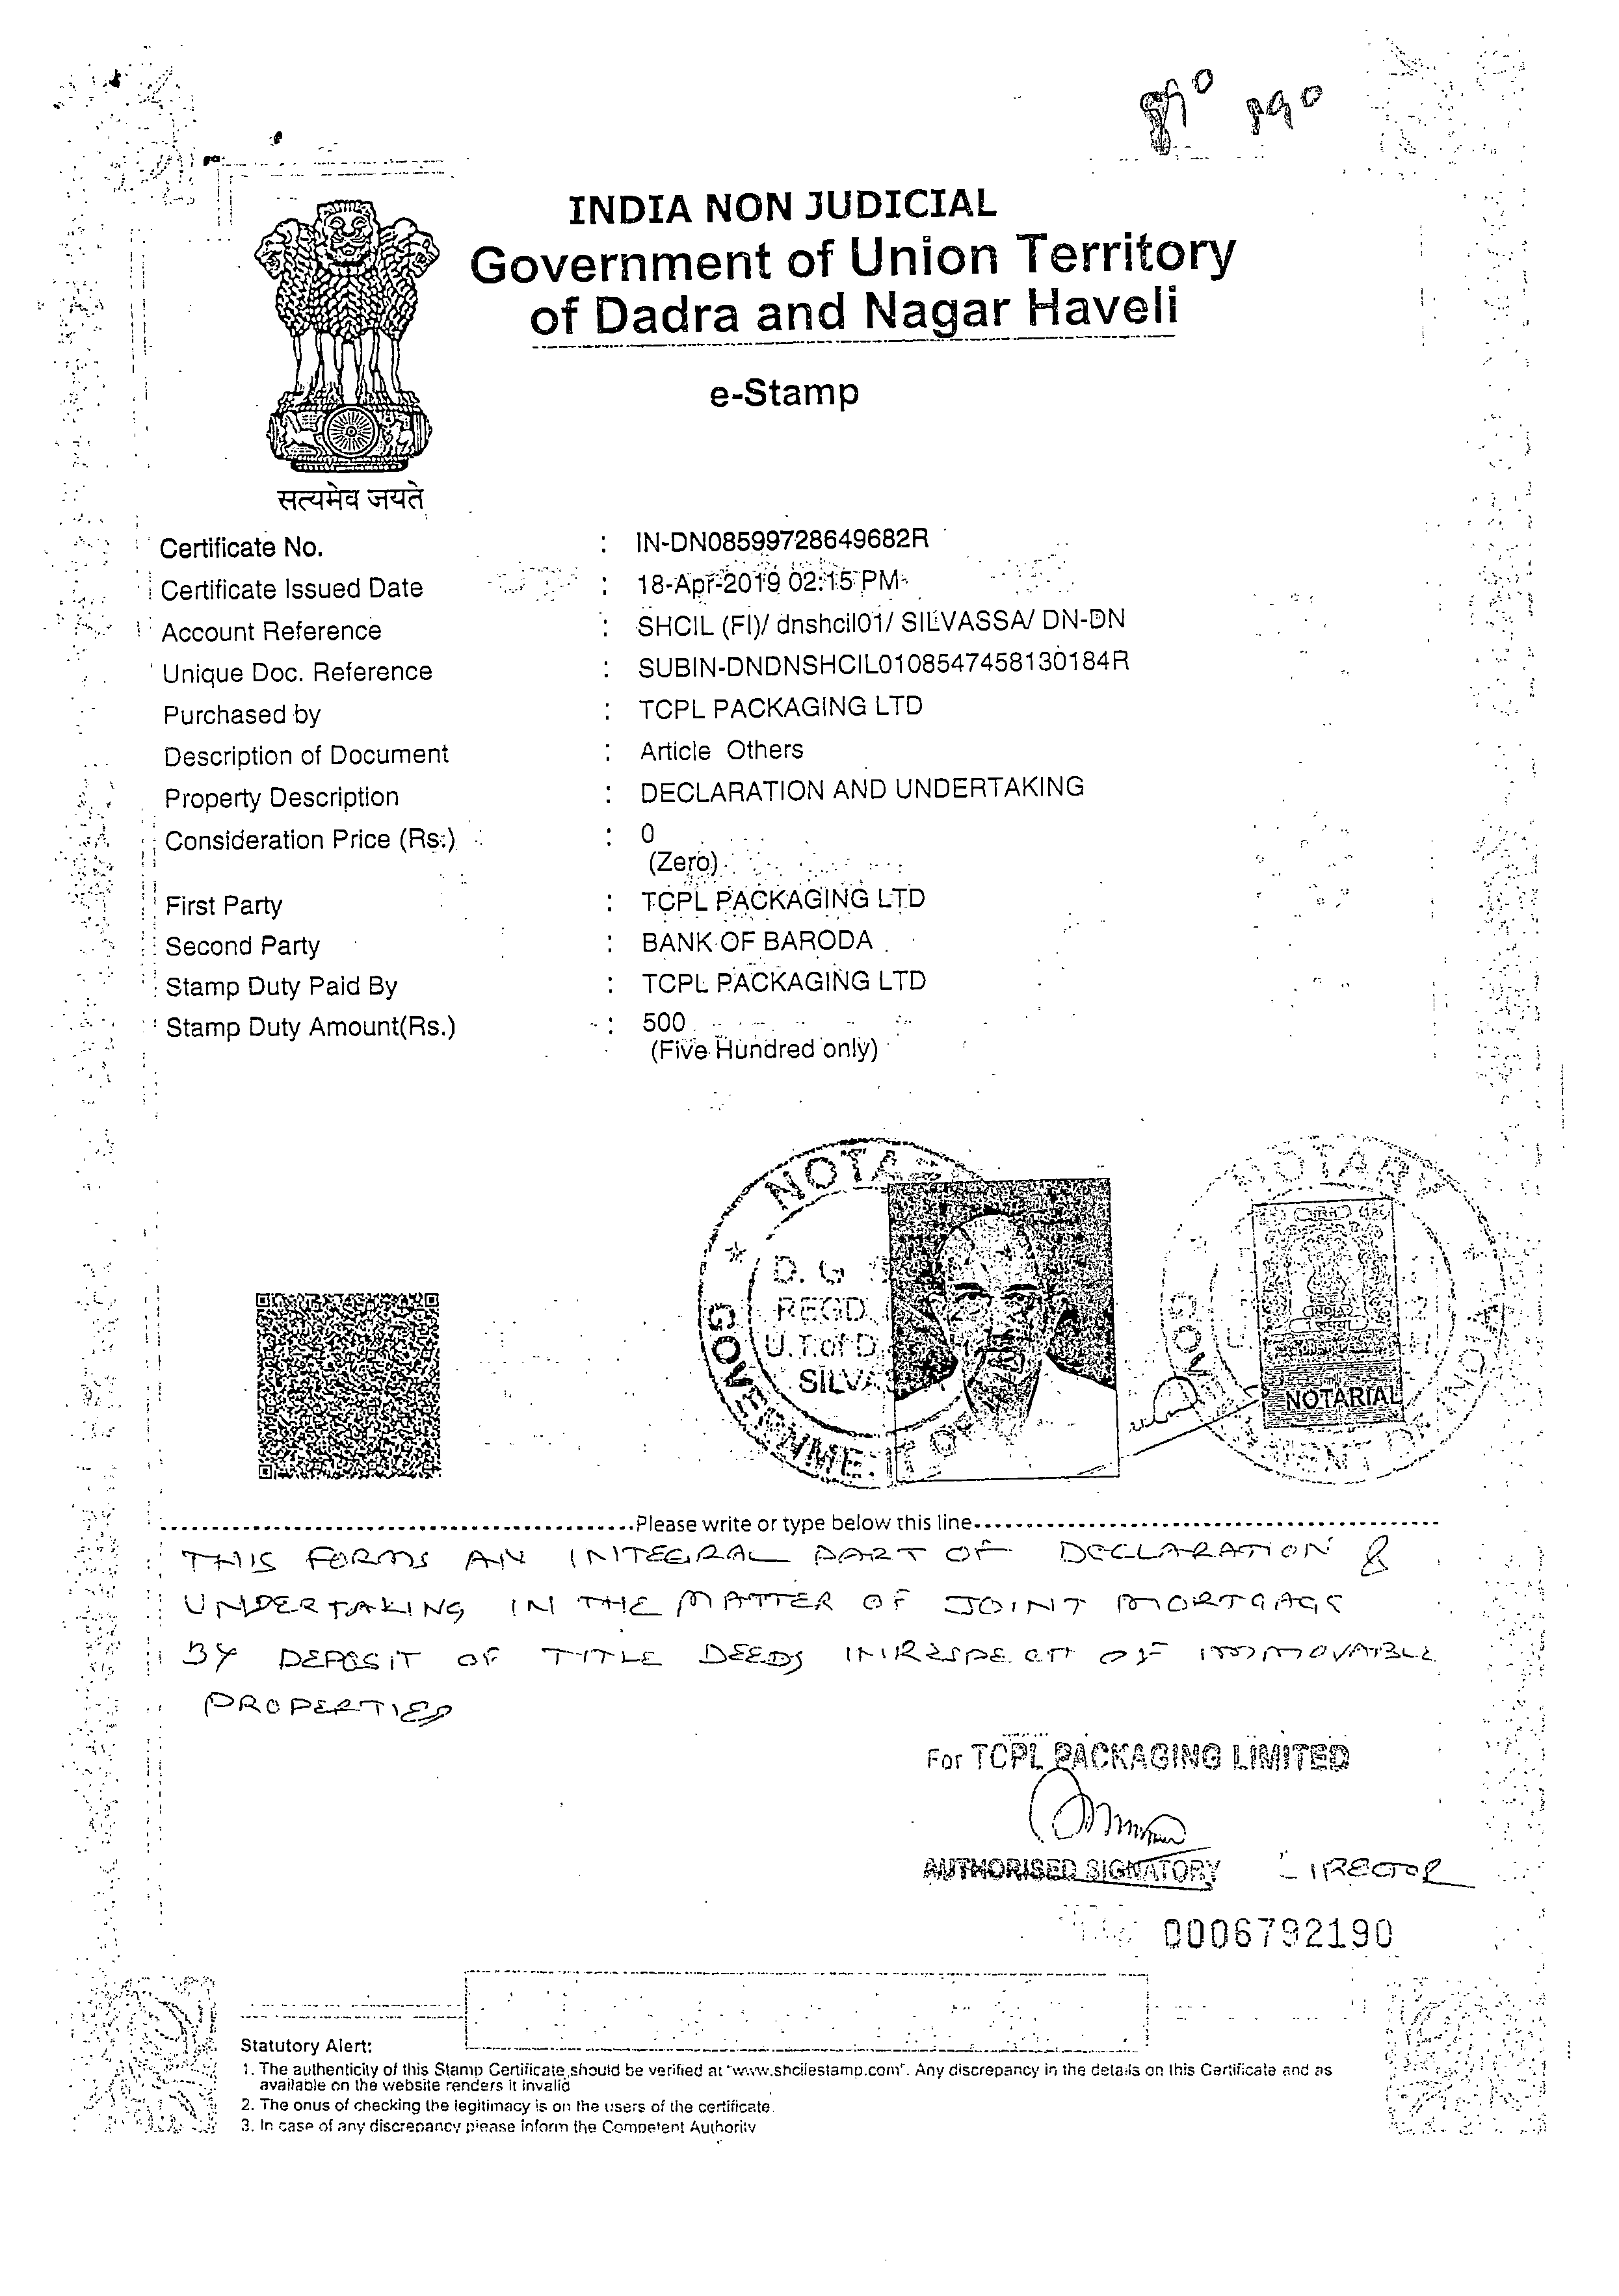 INDIA NON JUDICIAL
Government of Union Territory
of Dadra and Nagar Haveli
e-Stamp
सत्यमेव जयते
Certificate No. : IN-DN08599728649682R
Certificate Issued Date : 18-Apr-2019 02:15 PM
Account Reference : SHCIL (FI)/ dnshcil01/ SILVASSA/ DN-DN
Unique Doc. Reference : SUBIN-DNDNSHCIL0108547458130184R
Purchased by : TCPL PACKAGING LTD
Description of Document : Article Others
Property Description : DECLARATION AND UNDERTAKING
Consideration Price (Rs.) : 0
(Zero)
First Party : TCPL PACKAGING LTD
Second Party : BANK OF BARODA
Stamp Duty Paid By : TCPL PACKAGING LTD
Stamp Duty Amount(Rs.) : 500
(Five Hundred only)
NOTARY
D. G
REGD.
U.T.of D.
SILVASSA
GOVERNMENT OF
NOTARY
INDIA
NOTARIAL
GOVERNMENT OF INDIA
Please write or type below this line
THIS FORMS AN INTEGRAL PART OF DECLARATION &
UNDERTAKING IN THE MATTER OF JOINT MORTGAGE
BY DEPOSIT OF TITLE DEEDS INRESPECT OF IMMOVABLE
PROPERTIES
For TCPL PACKAGING LIMITED
AUTHORISED SIGNATORY DIRECTOR
0006792190
Statutory Alert:
1. The authenticity of this Stamp Certificate should be verified at "www.shcilestamp.com". Any discrepancy in the details on this Certificate and as
available on the website renders it invalid
2. The onus of checking the legitimacy is on the users of the certificate.
3. In case of any discrepancy please inform the Competent Authority